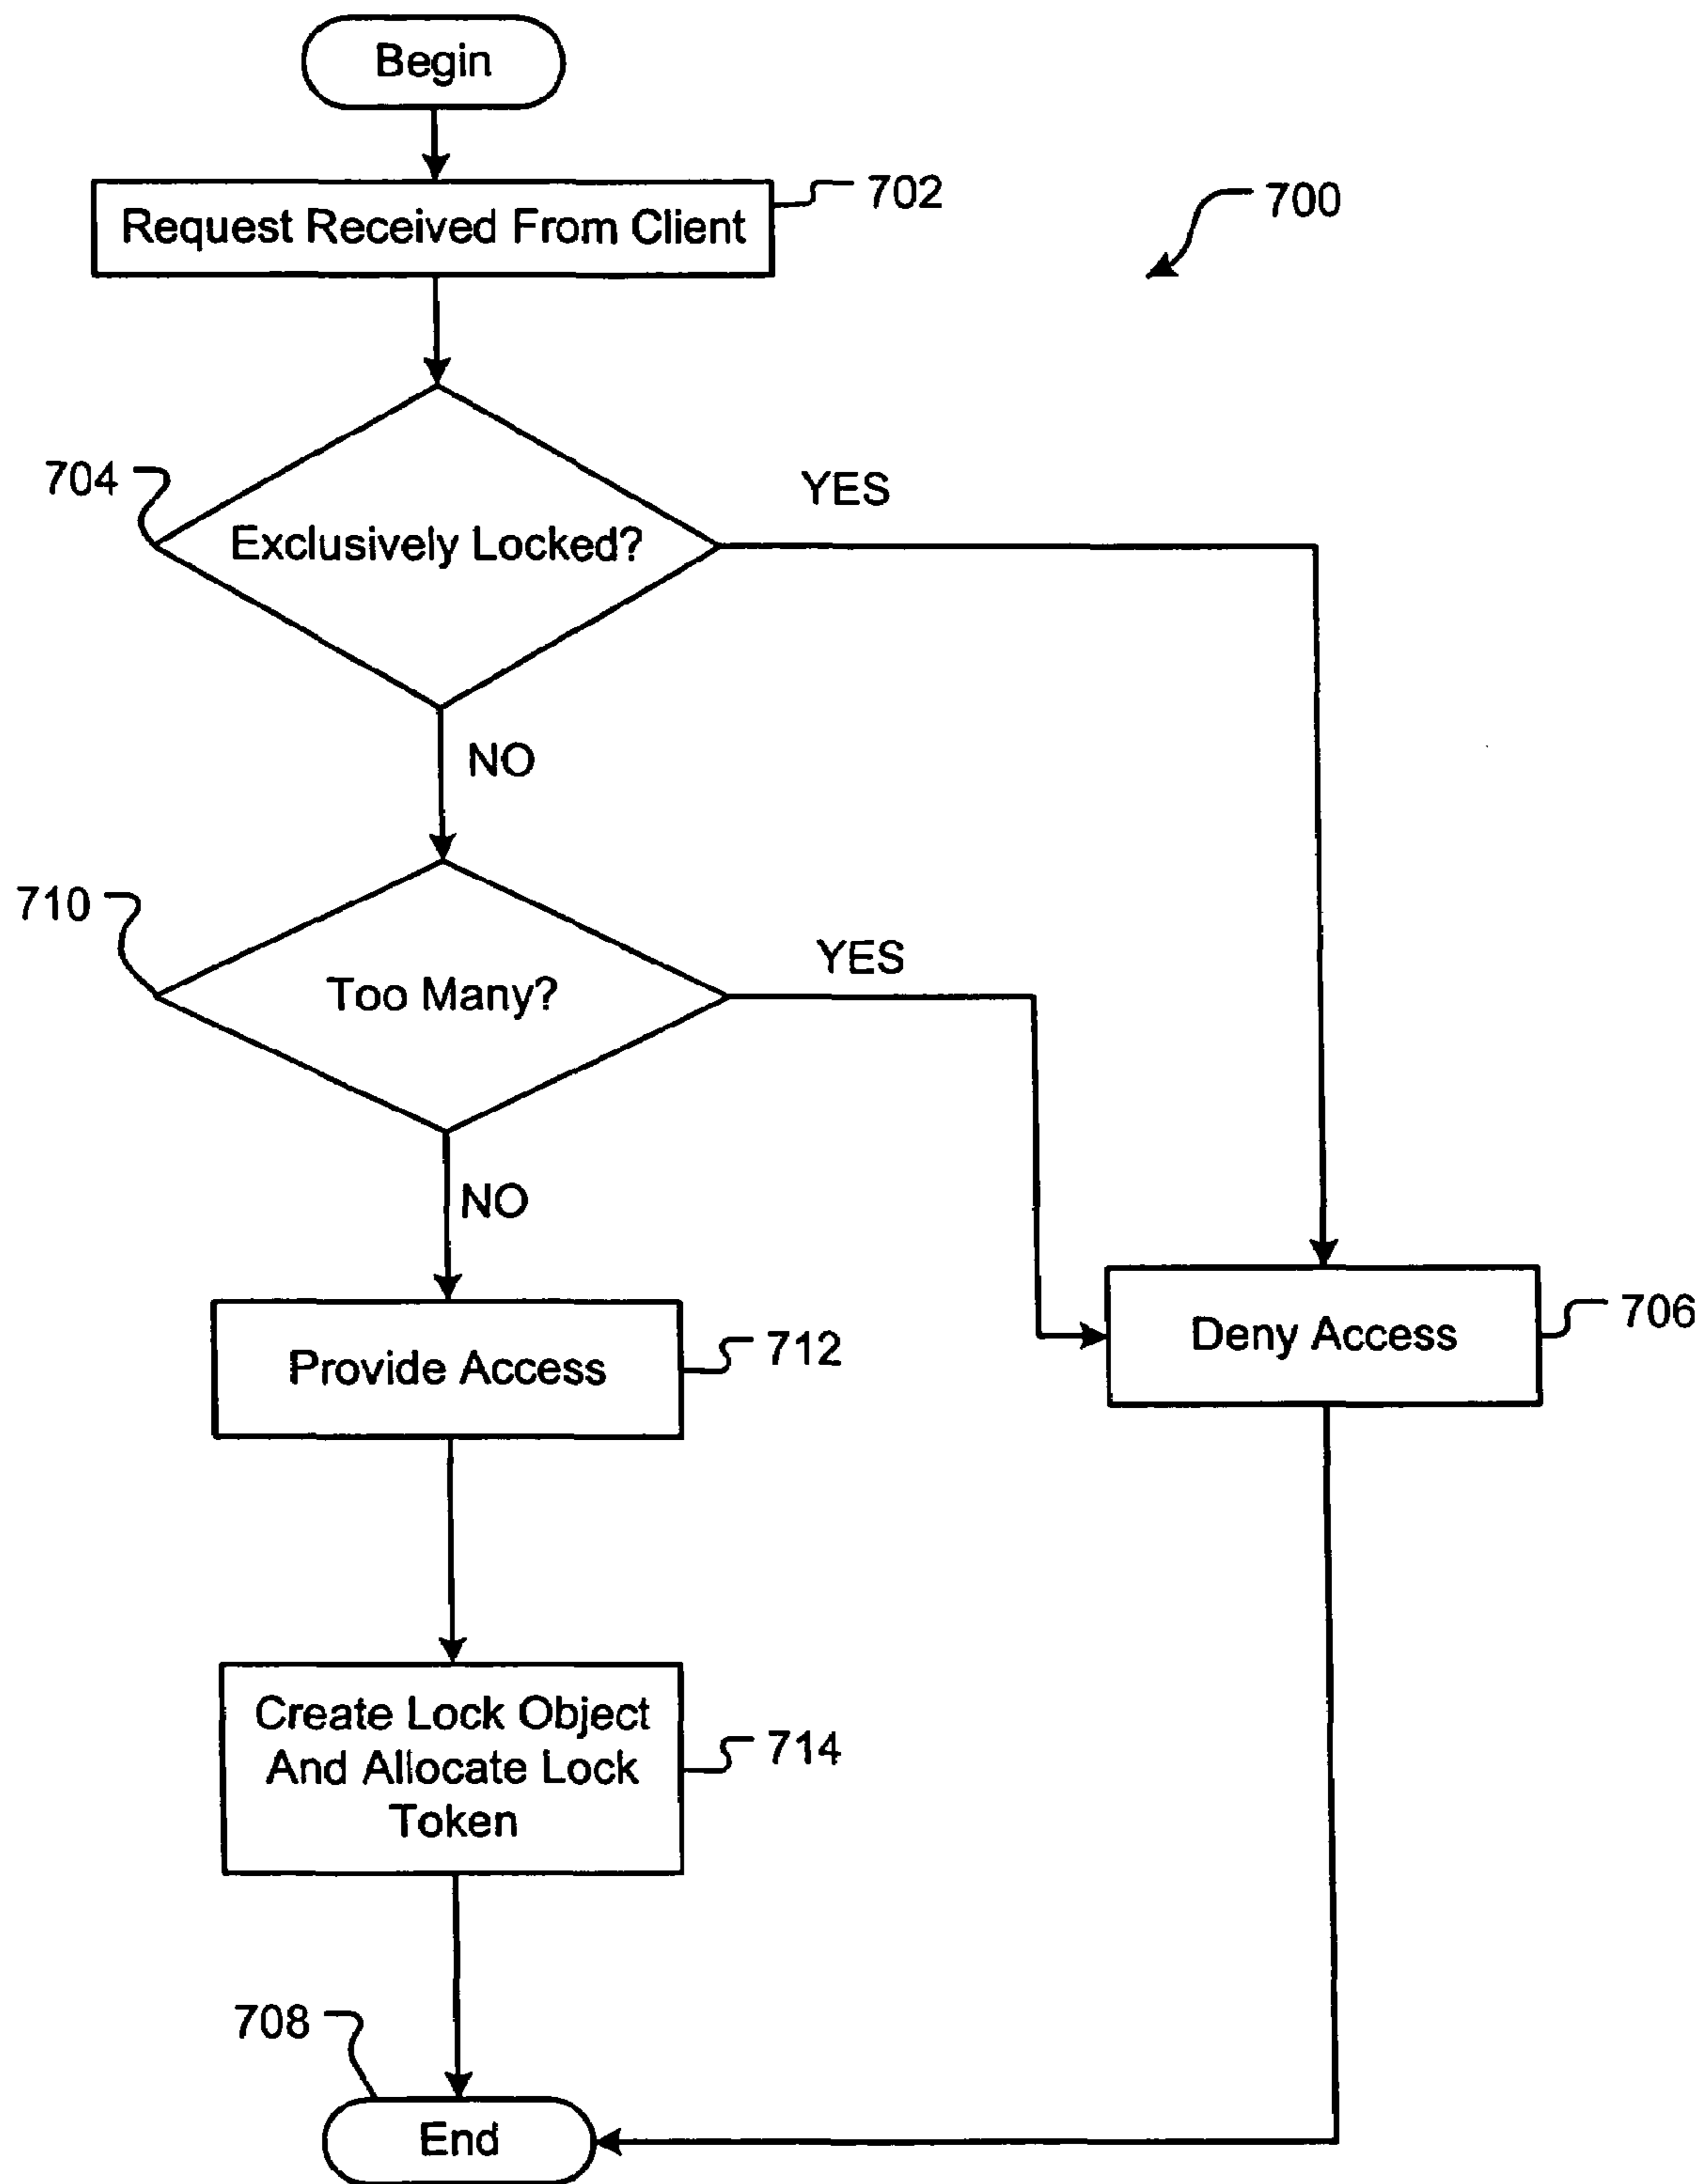 Begin
Request Received From Client
702
700
704
Exclusively Locked?
YES
NO
710
Too Many?
YES
NO
Provide Access
712
Deny Access
706
Create Lock Object
And Allocate Lock
Token
714
708
End